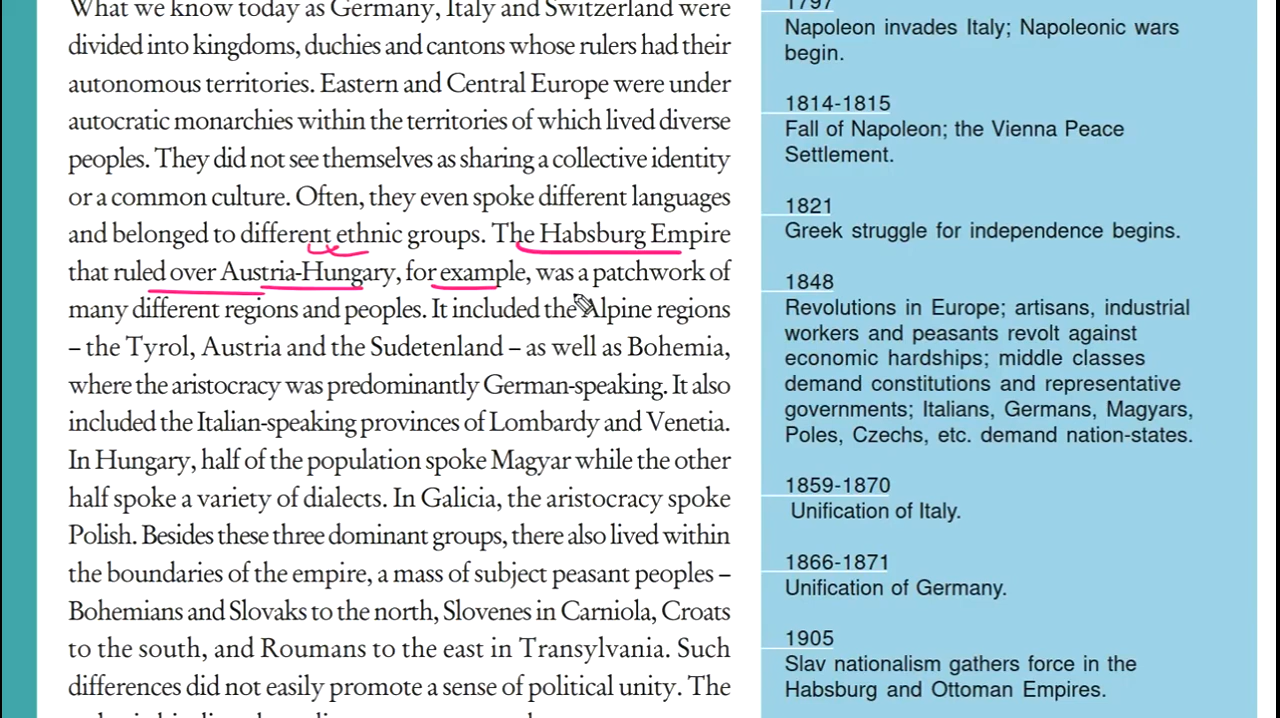 What we know today as Germany, Italy and Switzerland were
divided into kingdoms, duchies and cantons whose rulers had their
autonomous territories. Eastern and Central Europe were under
autocratic monarchies within the territories of which lived diverse
peoples. They did not see themselves as sharing a collective identity
or a common culture. Often, they even spoke different languages
and belonged to different ethnic groups. The Habsburg Empire
that ruled over Austria-Hungary, for example, was a patchwork of
many different regions and peoples. It included the Alpine regions
– the Tyrol, Austria and the Sudetenland – as well as Bohemia,
where the aristocracy was predominantly German-speaking. It also
included the Italian-speaking provinces of Lombardy and Venetia.
In Hungary, half of the population spoke Magyar while the other
half spoke a variety of dialects. In Galicia, the aristocracy spoke
Polish. Besides these three dominant groups, there also lived within
the boundaries of the empire, a mass of subject peasant peoples –
Bohemians and Slovaks to the north, Slovenes in Carniola, Croats
to the south, and Roumans to the east in Transylvania. Such
differences did not easily promote a sense of political unity. The
1797
Napoleon invades Italy; Napoleonic wars
begin.
1814-1815
Fall of Napoleon; the Vienna Peace
Settlement.
1821
Greek struggle for independence begins.
1848
Revolutions in Europe; artisans, industrial
workers and peasants revolt against
economic hardships; middle classes
demand constitutions and representative
governments; Italians, Germans, Magyars,
Poles, Czechs, etc. demand nation-states.
1859-1870
Unification of Italy.
1866-1871
Unification of Germany.
1905
Slav nationalism gathers force in the
Habsburg and Ottoman Empires.